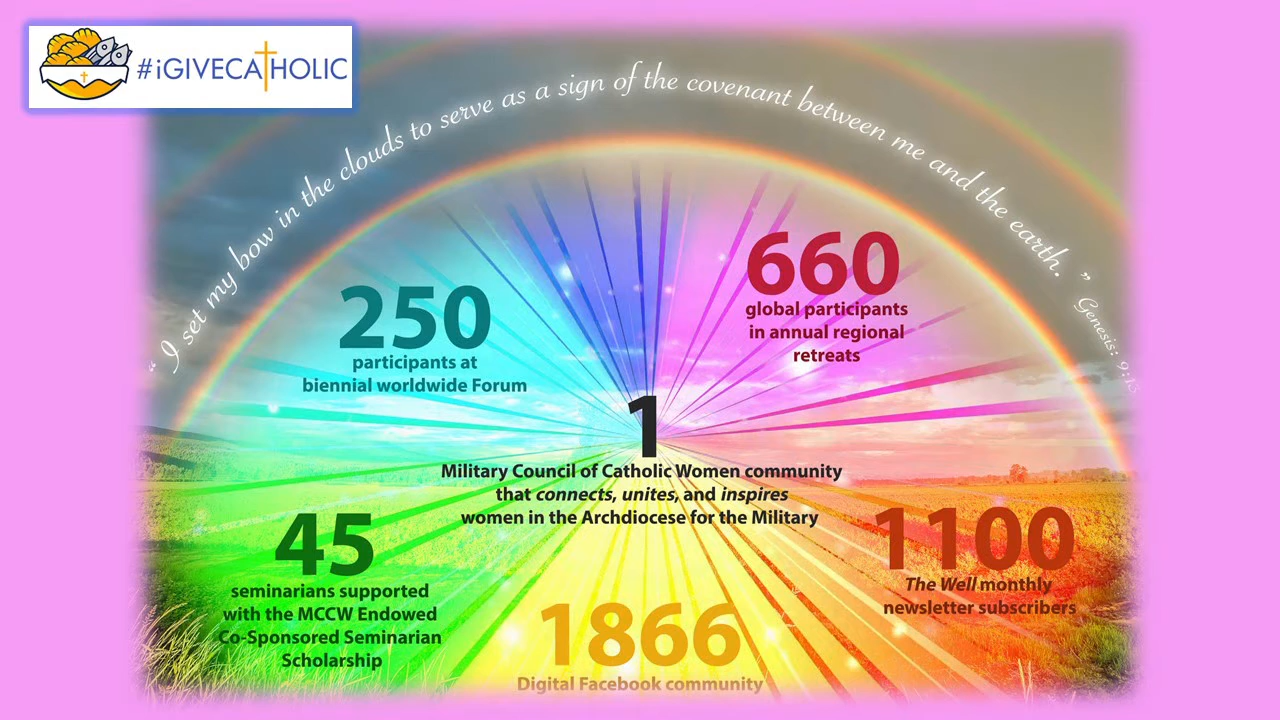 #iGIVECATHOLIC
“I set my bow in the clouds to serve as a sign of the covenant between me and the earth.” Genesis: 9:13
250
participants at
biennial worldwide Forum
660
global participants
in annual regional
retreats
1
Military Council of Catholic Women community
that connects, unites, and inspires
women in the Archdiocese for the Military
45
seminarians supported
with the MCCW Endowed
Co-Sponsored Seminarian
Scholarship
1100
The Well monthly
newsletter subscribers
1866
Digital Facebook community